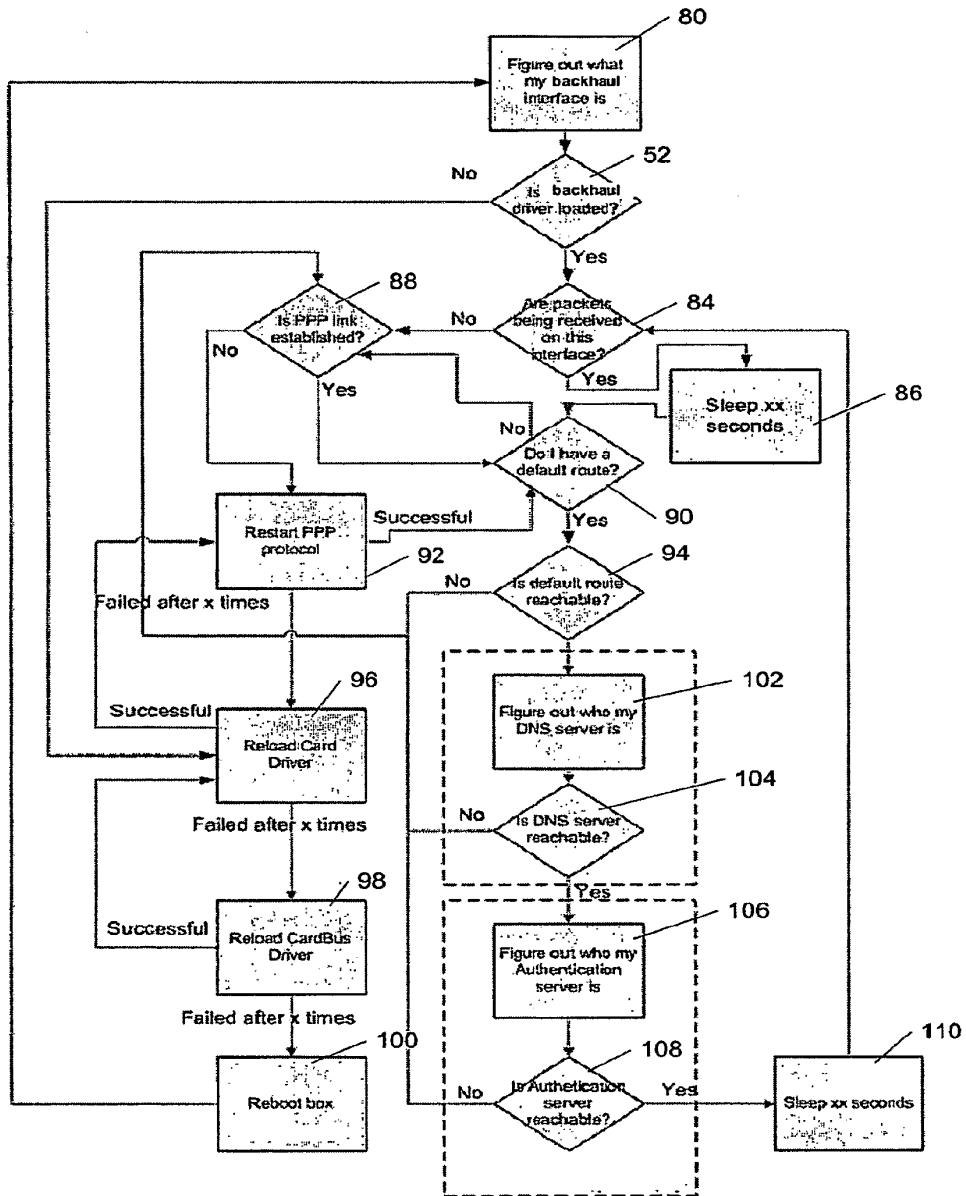 80
Figure out what
my backhaul
interface is
52
No
Is backhaul
driver loaded?
Yes
88
Are packets
being received
on this
interface?
84
Is PPP link
established?
No
No
Yes
Yes
Sleep xx
seconds
86
No
Do I have a
default route?
90
Restart PPP
protocol
92
Successful
Yes
94
No
Is default route
reachable?
Failed after x times
96
102
Successful
Figure out who my
DNS server is
Reload Card
Driver
104
No
Is DNS server
reachable?
Failed after x times
98
Yes
106
Successful
Reload CardBus
Driver
Figure out who my
Authentication
server is
Failed after x times
100
108
110
Reboot box
No
Is Authetication
server
reachable?
Yes
Sleep xx seconds